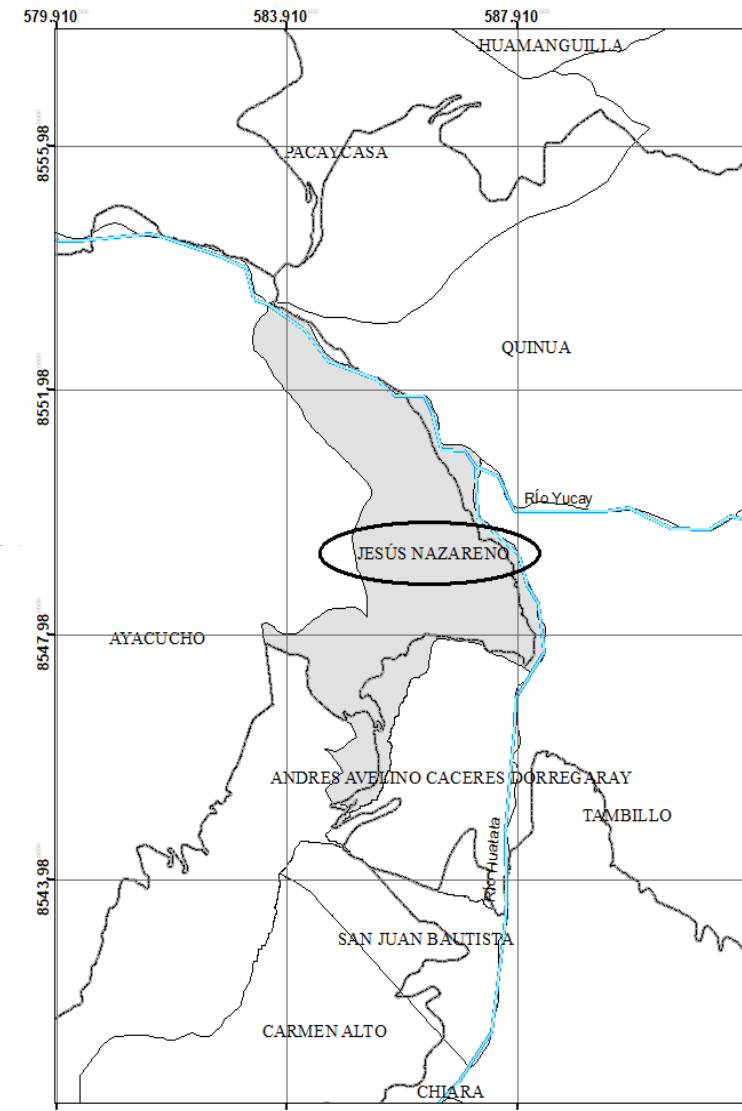 579.910
583.910
587.910
HUAMANGUILLA
8555,98
PACAYCASA
QUINUA
8551,98
Río Yucay
JESÚS NAZARENO
8547,98
AYACUCHO
ANDRES AVELINO CACERES DORREGARAY
TAMBILLO
Río Huatata
8543,98
SAN JUAN BAUTISTA
CARMEN ALTO
CHIARA